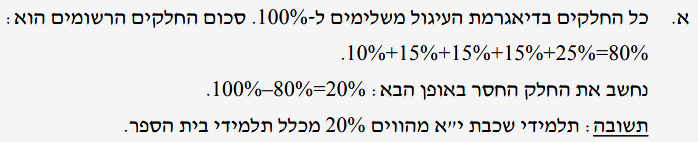 א. כל החלקים בדיאגרמת העיגול משלימים ל-100%. סכום החלקים הרשומים הוא:
10%+15%+15%+15%+25%=80%.
נחשב את החלק החסר באופן הבא: 100%–80%=20%.
תשובה: תלמידי שכבת י״א מהווים 20% מכלל תלמידי בית הספר.